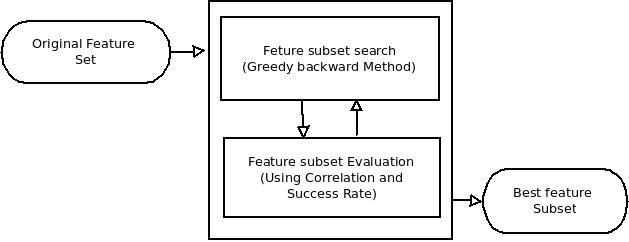 Original Feature
Set
Feture subset search
(Greedy backward Method)
Feature subset Evaluation
(Using Correlation and
Success Rate)
Best feature
Subset